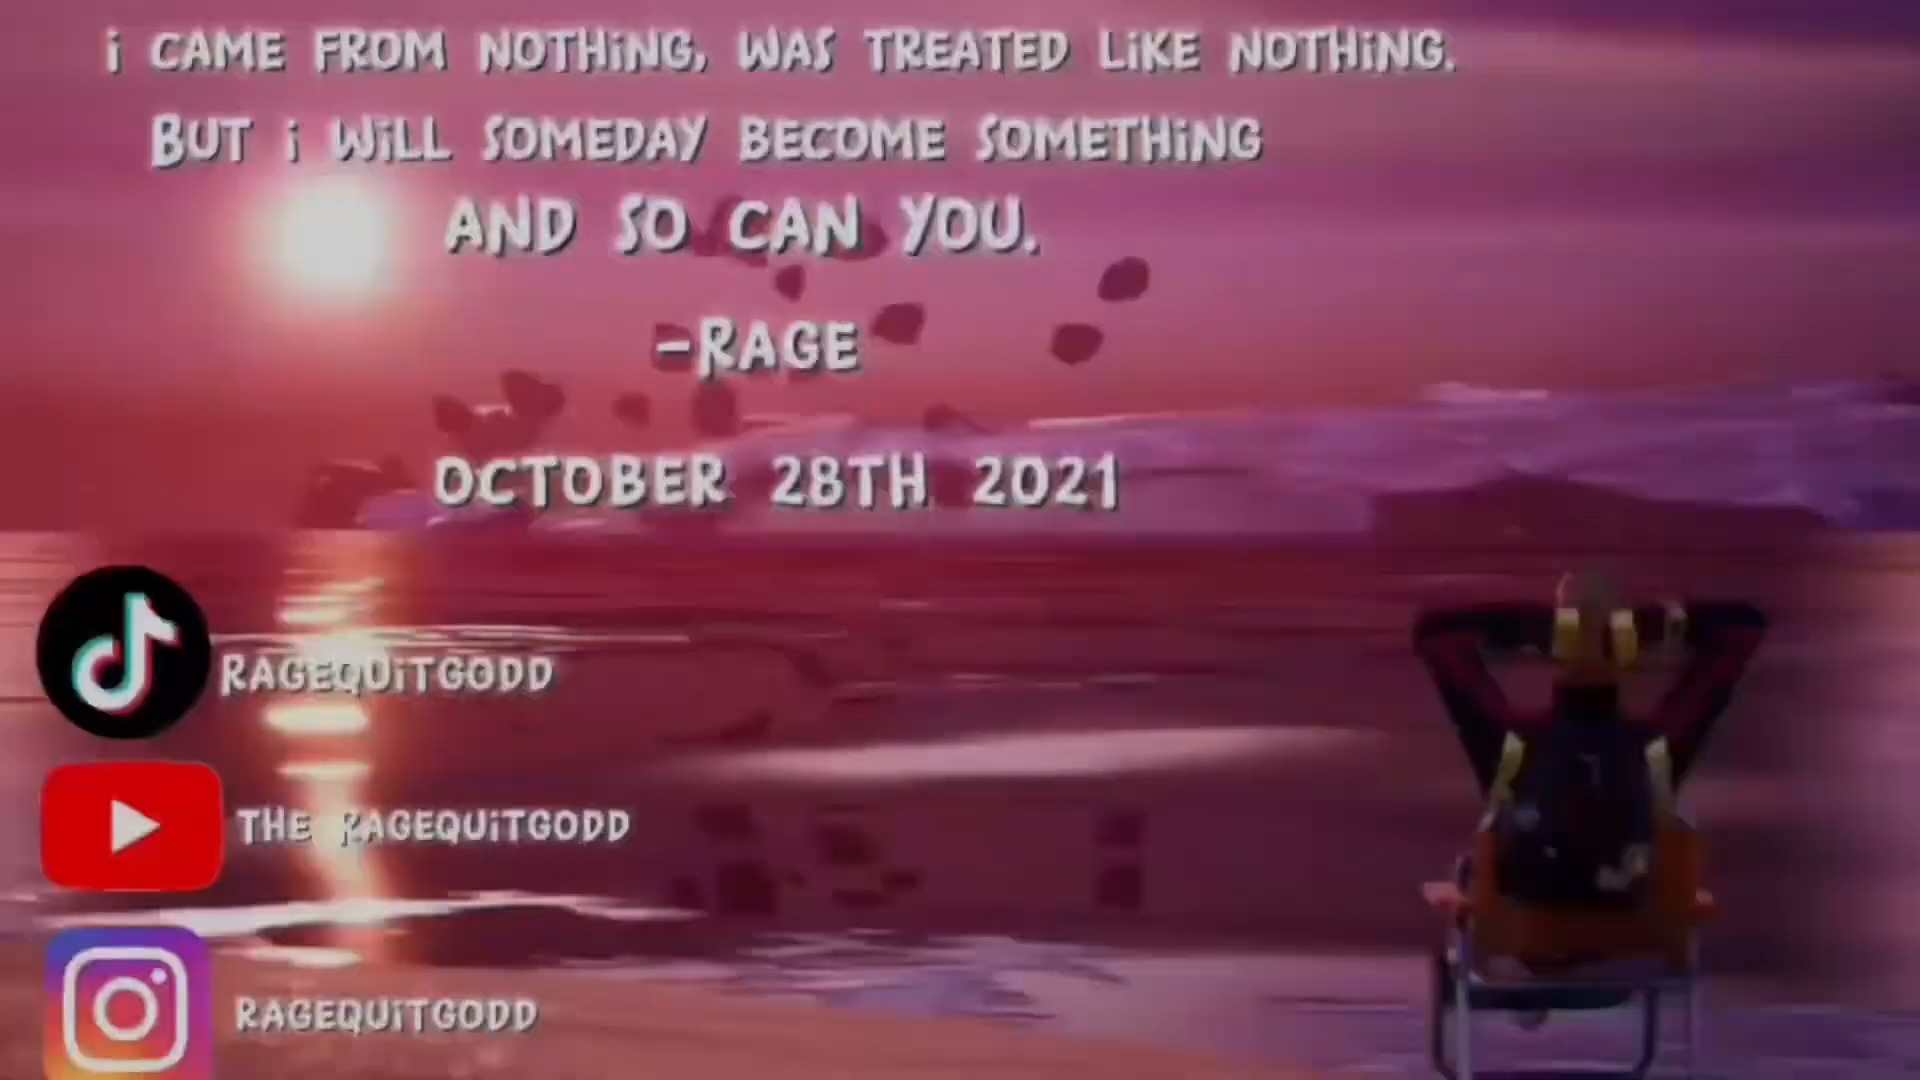 i CAME FROM NOTHiNG, WAS TREATED LiKE NOTHiNG.
BUT i WiLL SOMEDAY BECOME SOMETHiNG
AND SO CAN YOU.
-RAGE
OCTOBER 28TH 2021
RAGEQUiTGODD
THE RAGEQUiTGODD
RAGEQUiTGODD